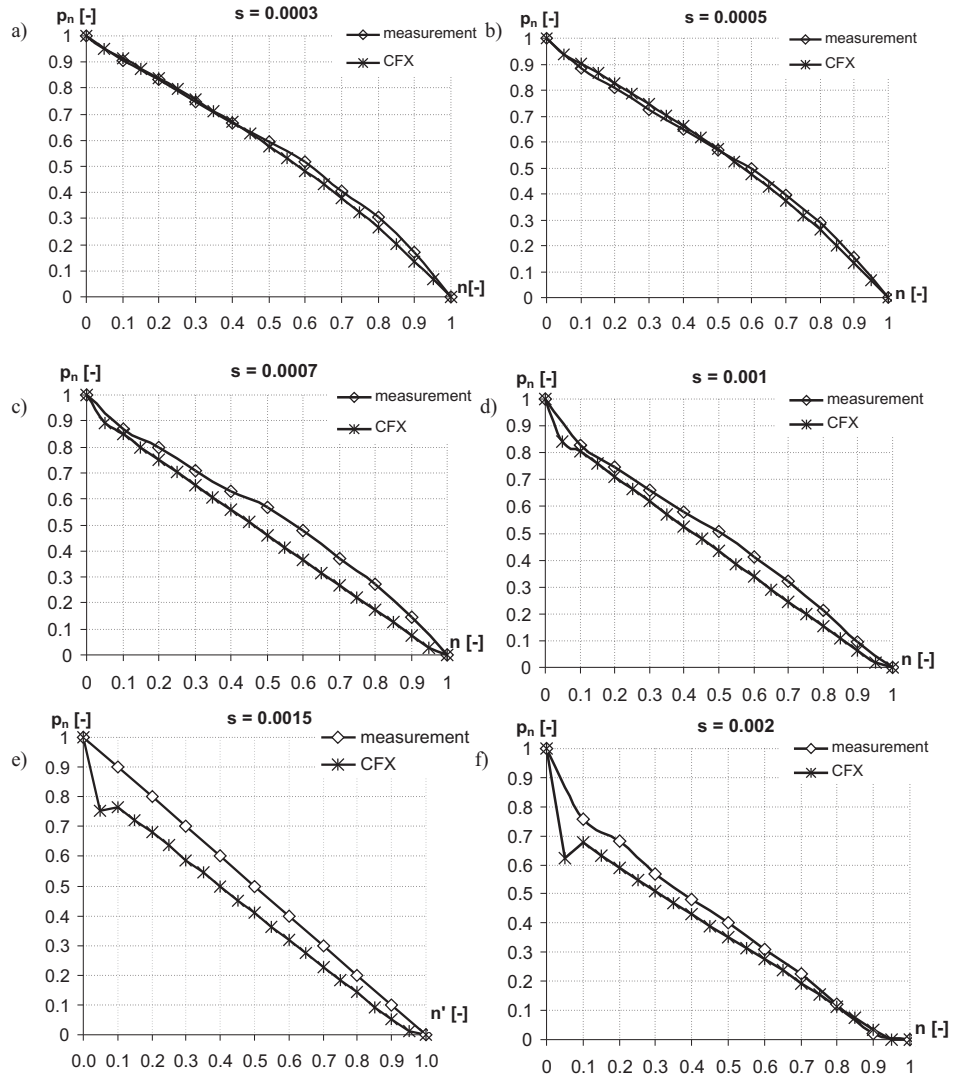 a)
pn [-]
s = 0.0003
measurement
CFX
1
0.9
0.8
0.7
0.6
0.5
0.4
0.3
0.2
0.1
0
n[-]
0 0.1 0.2 0.3 0.4 0.5 0.6 0.7 0.8 0.9 1
b)
pn [-]
s = 0.0005
measurement
CFX
1
0.9
0.8
0.7
0.6
0.5
0.4
0.3
0.2
0.1
0
n [-]
0 0.1 0.2 0.3 0.4 0.5 0.6 0.7 0.8 0.9 1
c)
pn [-]
s = 0.0007
measurement
CFX
1
0.9
0.8
0.7
0.6
0.5
0.4
0.3
0.2
0.1
0
n [-]
0 0.1 0.2 0.3 0.4 0.5 0.6 0.7 0.8 0.9 1
d)
pn [-]
s = 0.001
measurement
CFX
1
0.9
0.8
0.7
0.6
0.5
0.4
0.3
0.2
0.1
0
n [-]
0 0.1 0.2 0.3 0.4 0.5 0.6 0.7 0.8 0.9 1
e)
pn [-]
s = 0.0015
measurement
CFX
1
0.9
0.8
0.7
0.6
0.5
0.4
0.3
0.2
0.1
0
n' [-]
0.0 0.1 0.2 0.3 0.4 0.5 0.6 0.7 0.8 0.9 1.0
f)
pn [-]
s = 0.002
measurement
CFX
1
0.9
0.8
0.7
0.6
0.5
0.4
0.3
0.2
0.1
0
n [-]
0 0.1 0.2 0.3 0.4 0.5 0.6 0.7 0.8 0.9 1